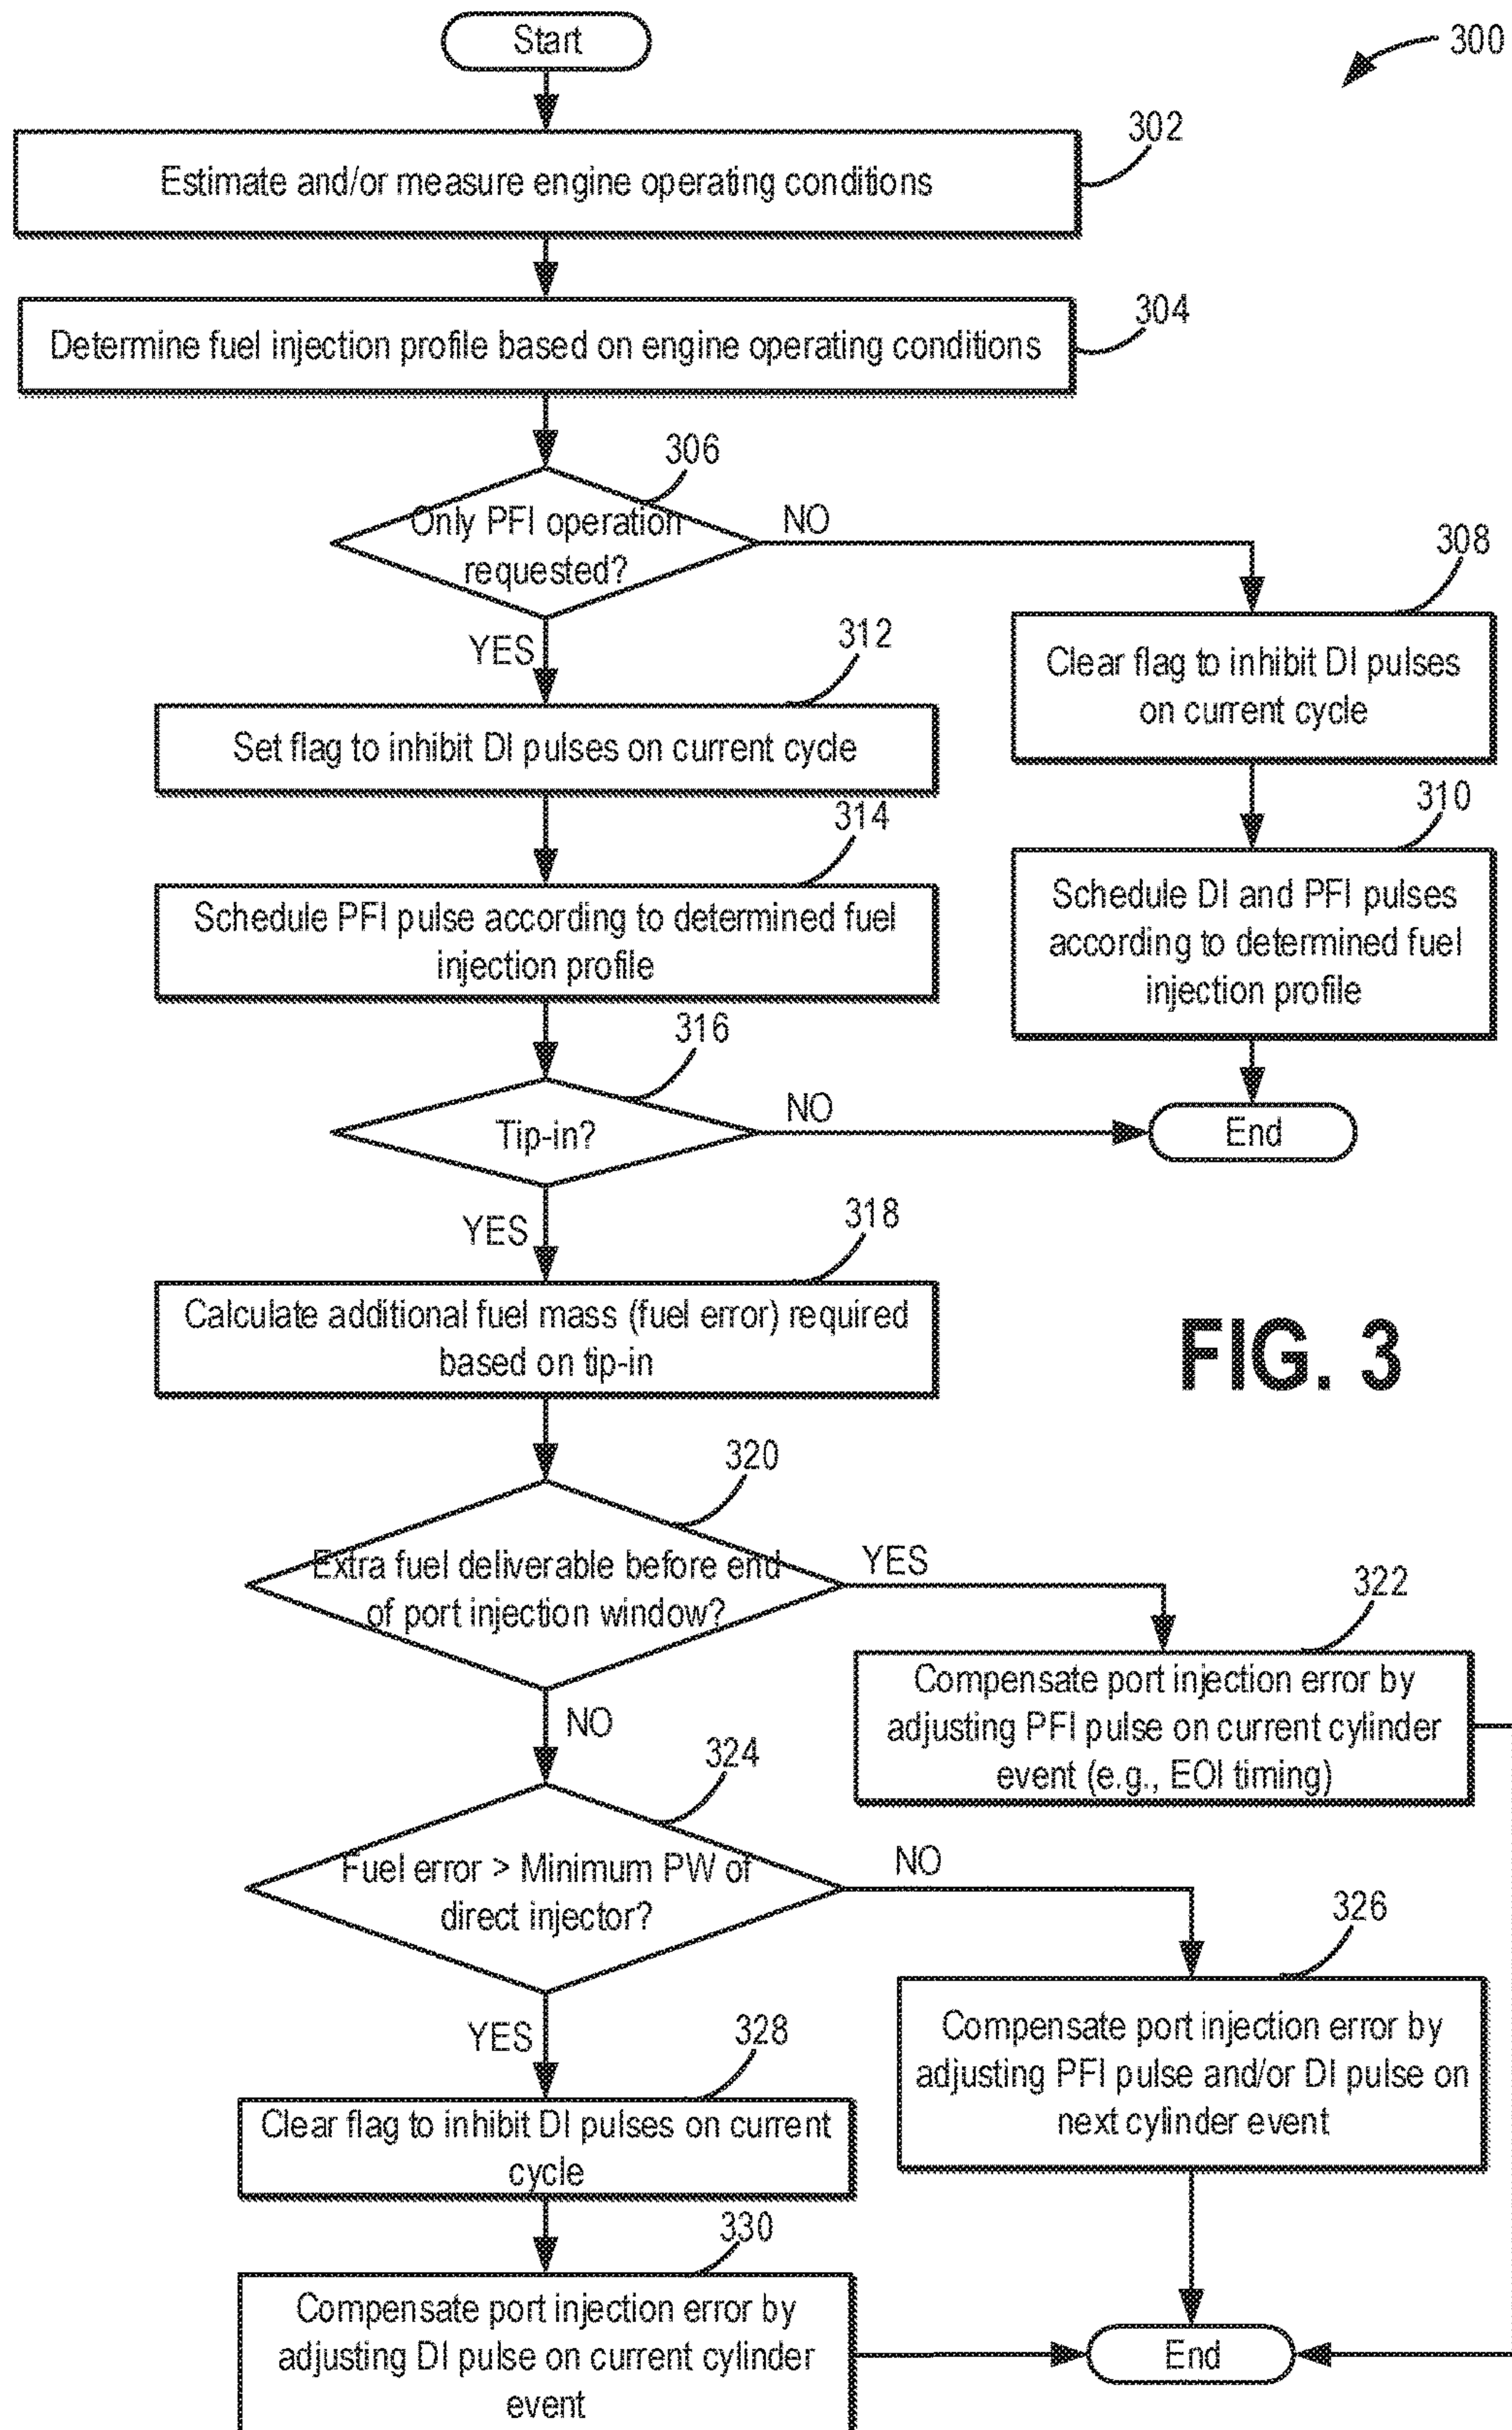 Start
300
302
Estimate and/or measure engine operating conditions
304
Determine fuel injection profile based on engine operating conditions
306
Only PFI operation
requested?
NO
YES
308
Clear flag to inhibit DI pulses
on current cycle
312
Set flag to inhibit DI pulses on current cycle
310
Schedule DI and PFI pulses
according to determined fuel
injection profile
314
Schedule PFI pulse according to determined fuel
injection profile
316
Tip-in?
NO
End
YES
318
Calculate additional fuel mass (fuel error) required
based on tip-in
FIG. 3
320
Extra fuel deliverable before end
of port injection window?
YES
NO
322
Compensate port injection error by
adjusting PFI pulse on current cylinder
event (e.g., EOI timing)
324
Fuel error > Minimum PW of
direct injector?
NO
YES
326
Compensate port injection error by
adjusting PFI pulse and/or DI pulse on
next cylinder event
328
Clear flag to inhibit DI pulses on current
cycle
330
Compensate port injection error by
adjusting DI pulse on current cylinder
event
End